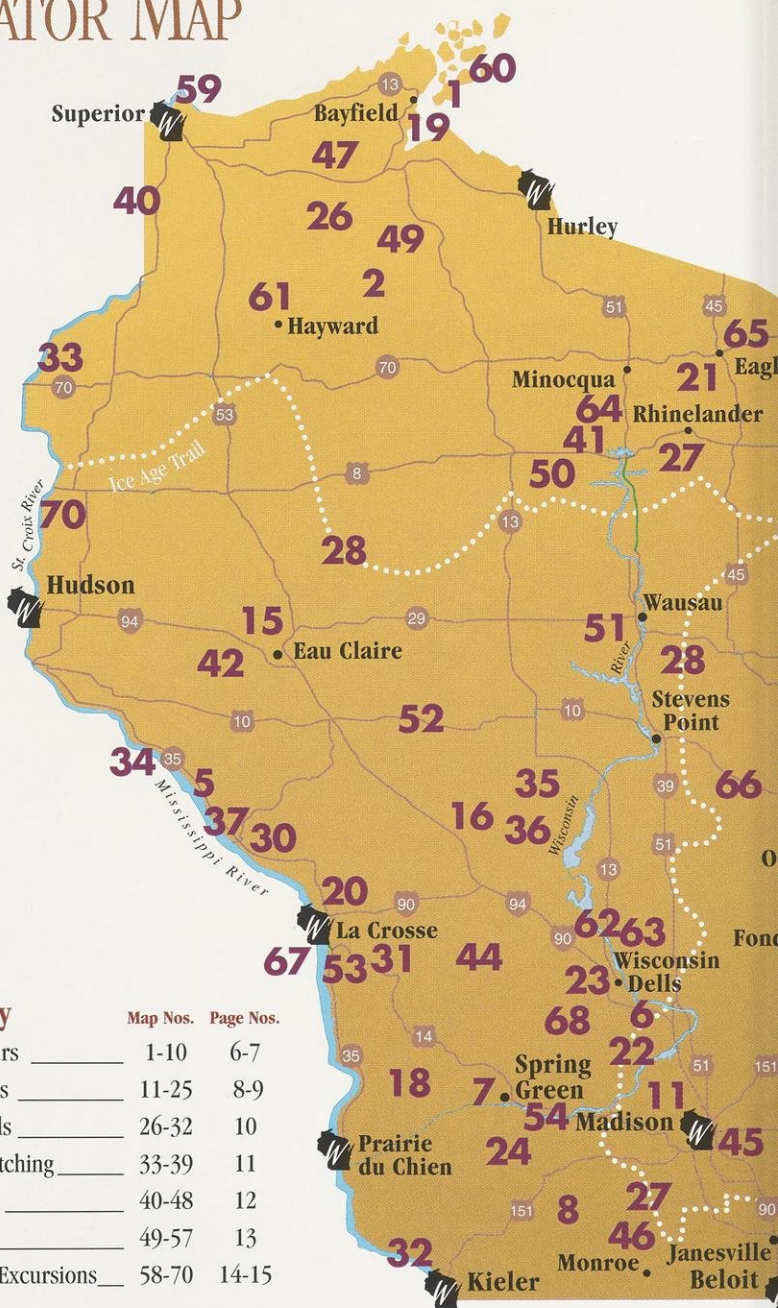 ATOR MAP
59
60
13
1
Superior
W
Bayfield
19
47
W
40
26
Hurley
49
2
61
51
45
Hayward
65
33
70
Eagl
70
Minocqua
21
53
64
Rhinelander
41
Ice Age Trail
8
50
27
St. Croix River
70
13
28
45
Hudson
W
Wausau
94
15
29
51
Eau Claire
River
28
42
Stevens
Point
10
52
10
34
35
5
35
39
66
Mississippi River
37
30
16
36
Wisconsin
51
O
13
20
90
94
W
La Crosse
62
63
90
Fond
67
53
31
44
Wisconsin
Dells
23
y
Map Nos. Page Nos.
6
68
rs 1-10 6-7
14
22
35
Spring
Green
51
151
s 11-25 8-9
18
7
11
54
Madison
W
ls 26-32 10
45
W
Prairie
du Chien
24
tching 33-39 11
40-48 12
27
151
8
90
49-57 13
46
32
Janesville
Monroe
Excursions 58-70 14-15
W
Kieler
Beloit